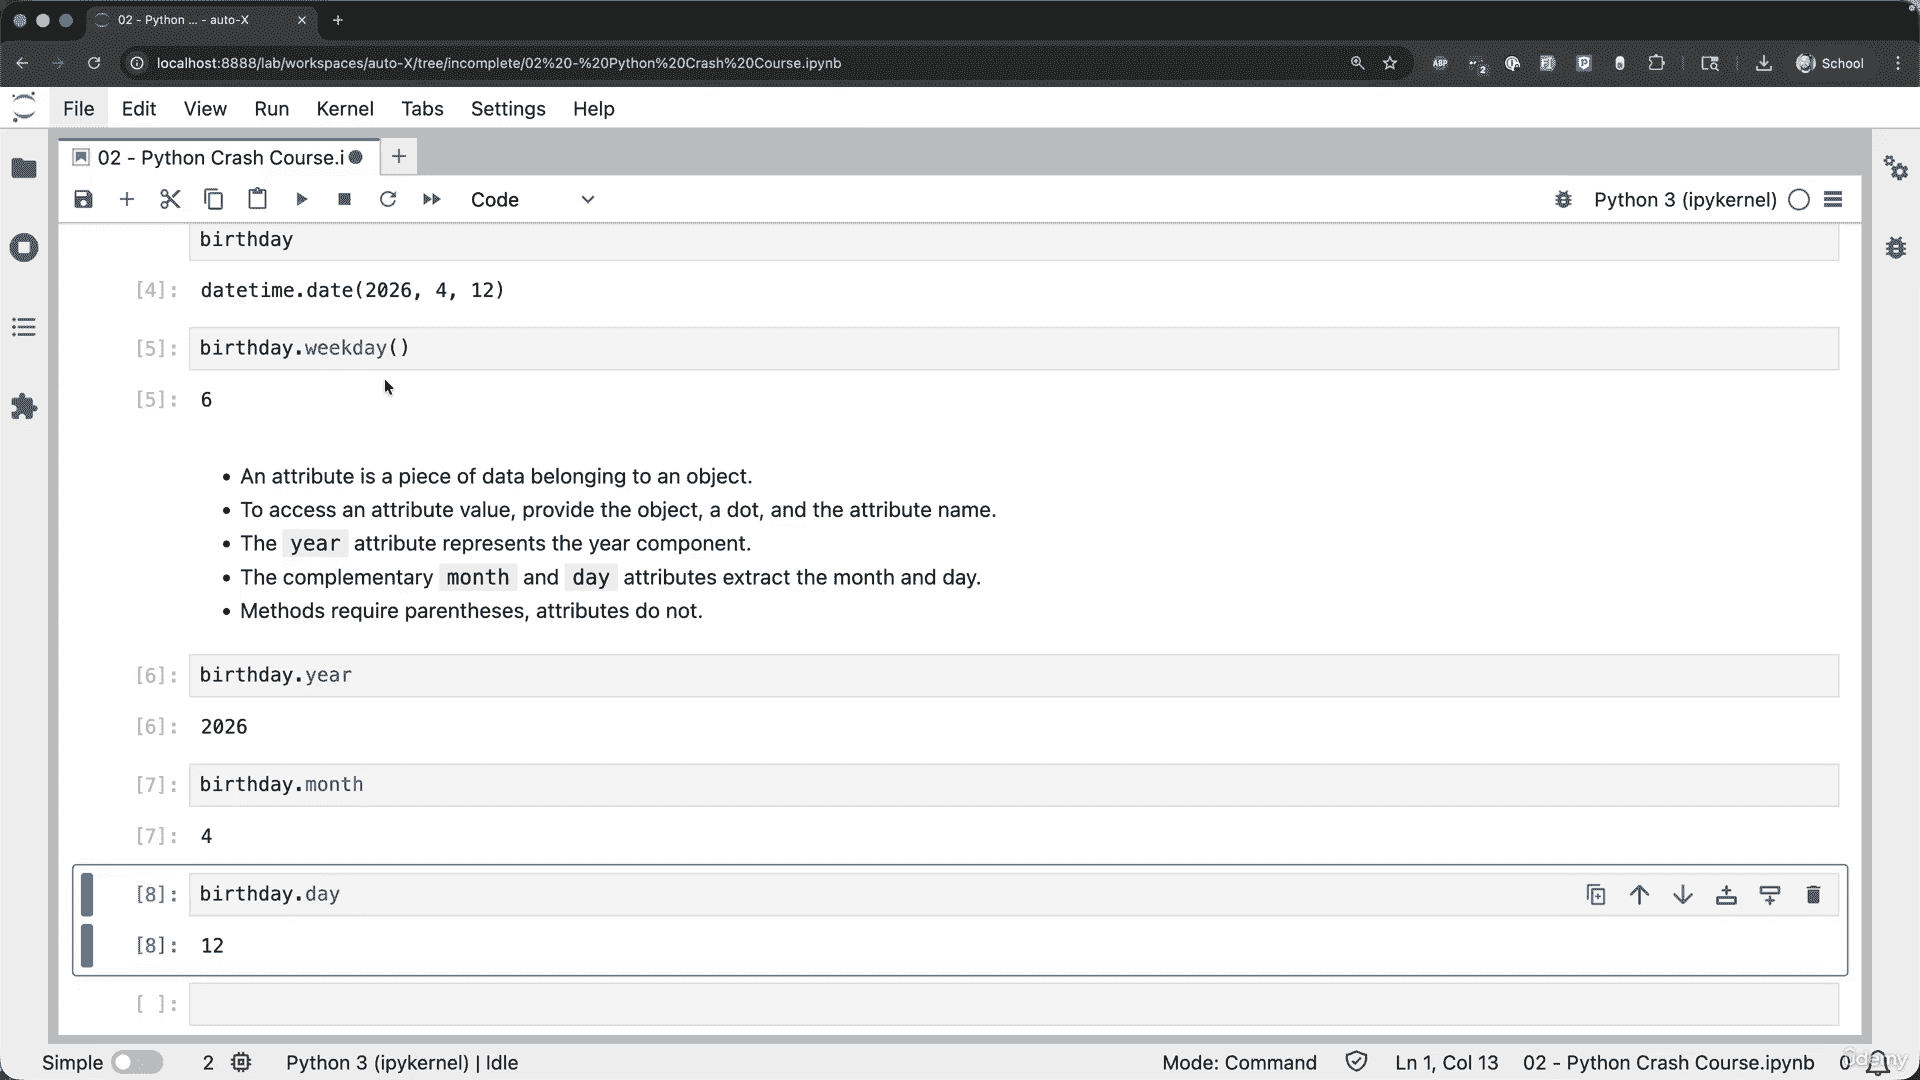 02 - Python ... - auto-X
localhost:8888/lab/workspaces/auto-X/tree/incomplete/02%20-%20Python%20Crash%20Course.ipynb
ABP
2
School
File Edit View Run Kernel Tabs Settings Help
02 - Python Crash Course.i
Code
Python 3 (ipykernel)
birthday
[4]: datetime.date(2026, 4, 12)
[5]: birthday.weekday()
[5]: 6
• An attribute is a piece of data belonging to an object.
• To access an attribute value, provide the object, a dot, and the attribute name.
• The year attribute represents the year component.
• The complementary month and day attributes extract the month and day.
• Methods require parentheses, attributes do not.
[6]: birthday.year
[6]: 2026
[7]: birthday.month
[7]: 4
[8]: birthday.day
[8]: 12
[ ]:
Simple 2 Python 3 (ipykernel) | Idle Mode: Command Ln 1, Col 13 02 - Python Crash Course.ipynb 0
Udemy